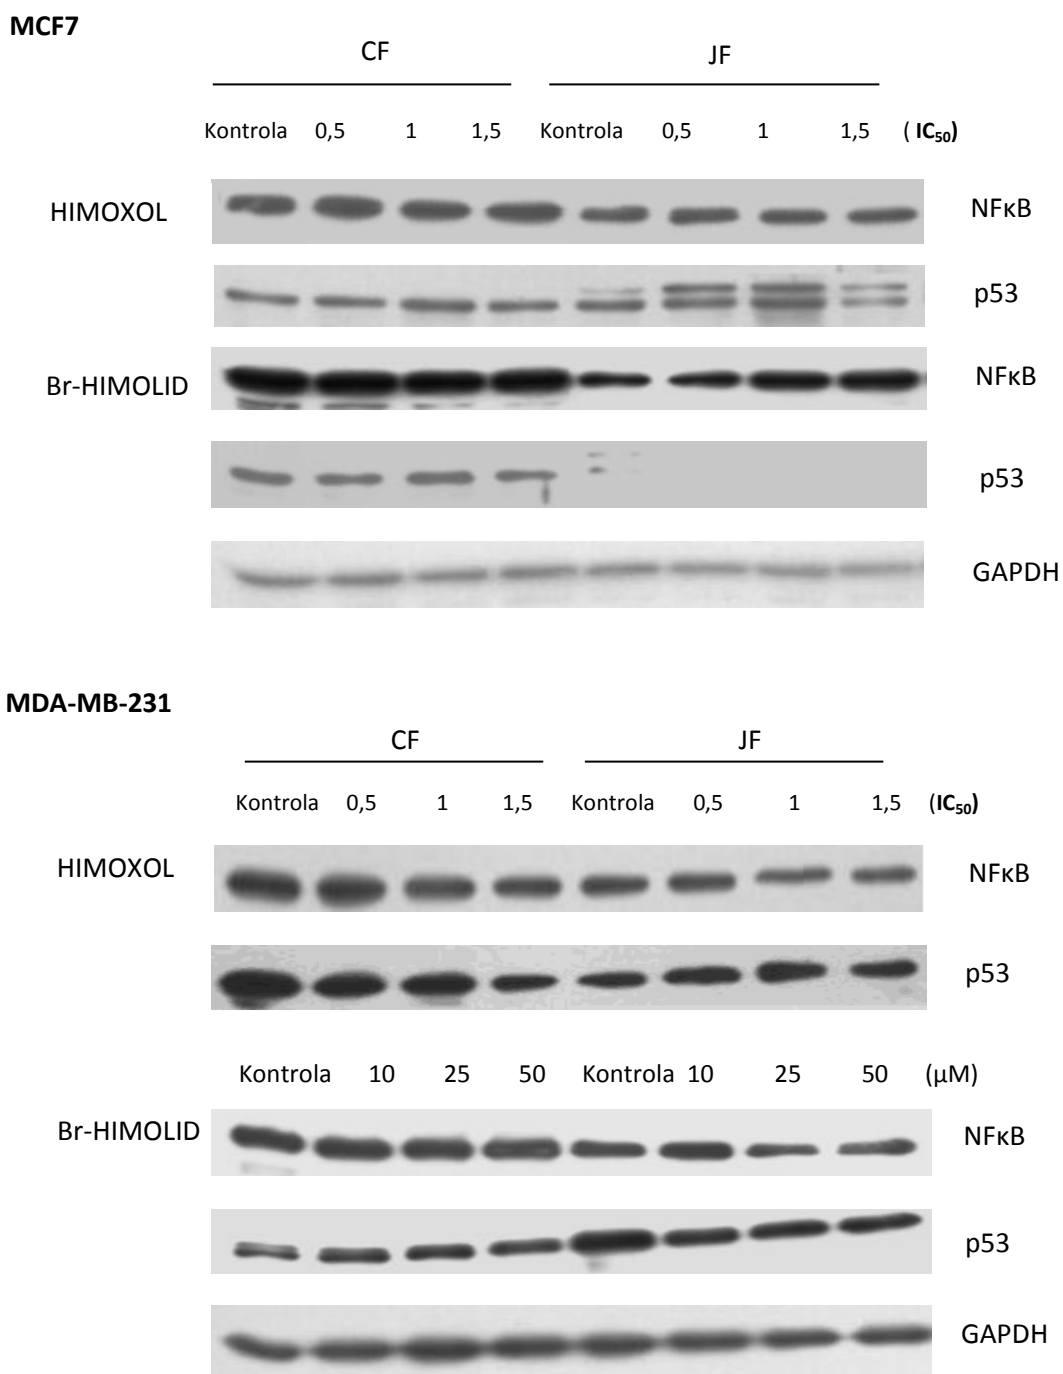 MCF7
CF JF
Kontrola 0,5 1 1,5 Kontrola 0,5 1 1,5 ( IC₅₀)
HIMOXOL NFκB
p53
Br-HIMOLID NFκB
p53
GAPDH
MDA-MB-231
CF JF
Kontrola 0,5 1 1,5 Kontrola 0,5 1 1,5 (IC₅₀)
HIMOXOL NFκB
p53
Kontrola 10 25 50 Kontrola 10 25 50 (µM)
Br-HIMOLID NFκB
p53
GAPDH